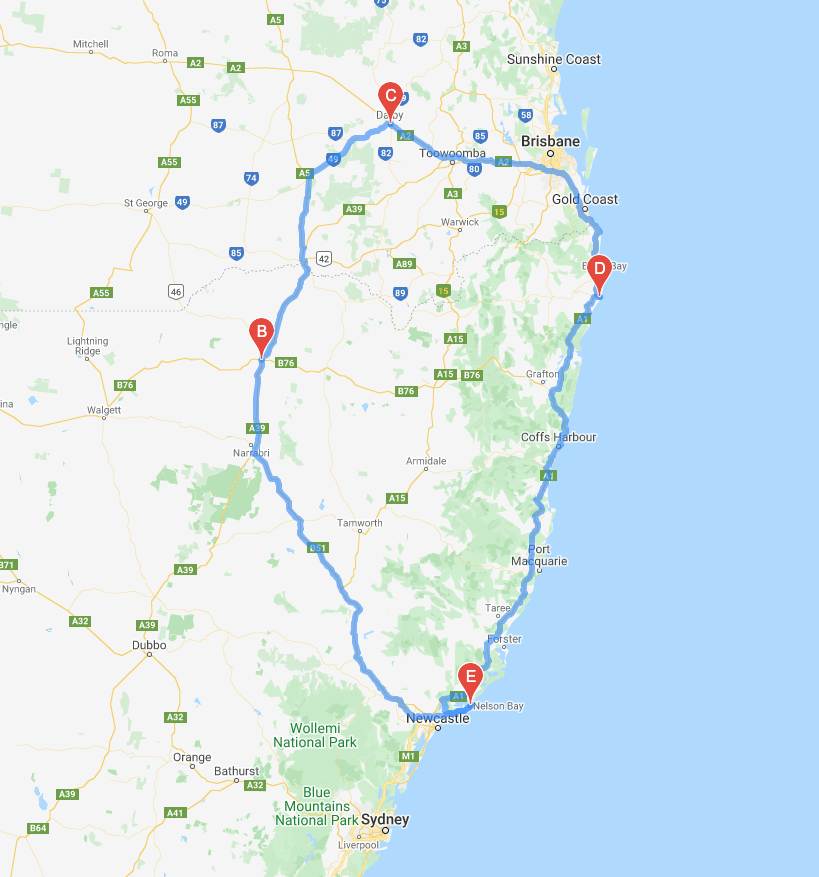 75
A5
82
Mitchell
A3
Roma
Sunshine Coast
A2
A2
A55
C
Dalby
58
87
87
A2
85
Brisbane
49
82
Toowoomba
A2
A55
A5
80
74
St George
49
A39
A3
15
Gold Coast
Warwick
85
42
A89
D
Bay
A55
46
89
15
A1
B
Lightning
Ridge
A15
B76
A15
B76
Grafton
B76
B76
Walgett
A39
Coffs Harbour
Narrabri
Armidale
A1
A15
Tamworth
B51
Port
Macquarie
B71
A39
Nyngan
Taree
A32
A39
Forster
Dubbo
E
A1
Nelson Bay
A32
Newcastle
Wollemi
National Park
M1
Orange
Bathurst
A32
A39
Blue
Mountains
National Park
A41
Sydney
B64
Liverpool